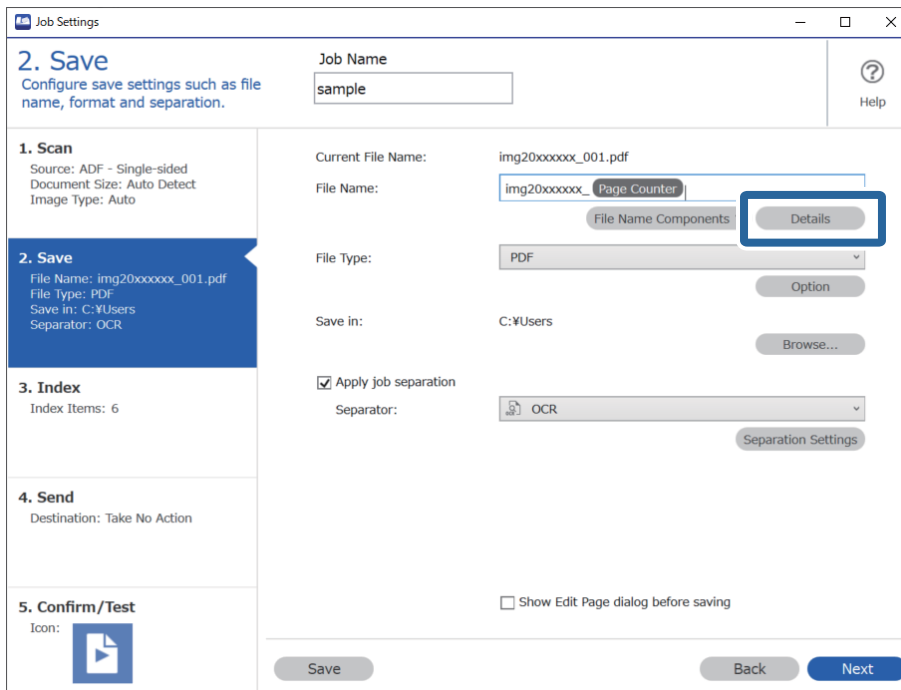 Job Settings
2. Save
Configure save settings such as file
name, format and separation.
Job Name
sample
Help
1. Scan
Source: ADF - Single-sided
Document Size: Auto Detect
Image Type: Auto
2. Save
File Name: img20xxxxxx_001.pdf
File Type: PDF
Save in: C:¥Users
Separator: OCR
3. Index
Index Items: 6
4. Send
Destination: Take No Action
5. Confirm/Test
Icon:
Current File Name: img20xxxxxx_001.pdf
File Name: img20xxxxxx_ Page Counter
File Name Components Details
File Type: PDF
Option
Save in: C:¥Users
Browse...
Apply job separation
Separator: OCR
Separation Settings
Show Edit Page dialog before saving
Save Back Next